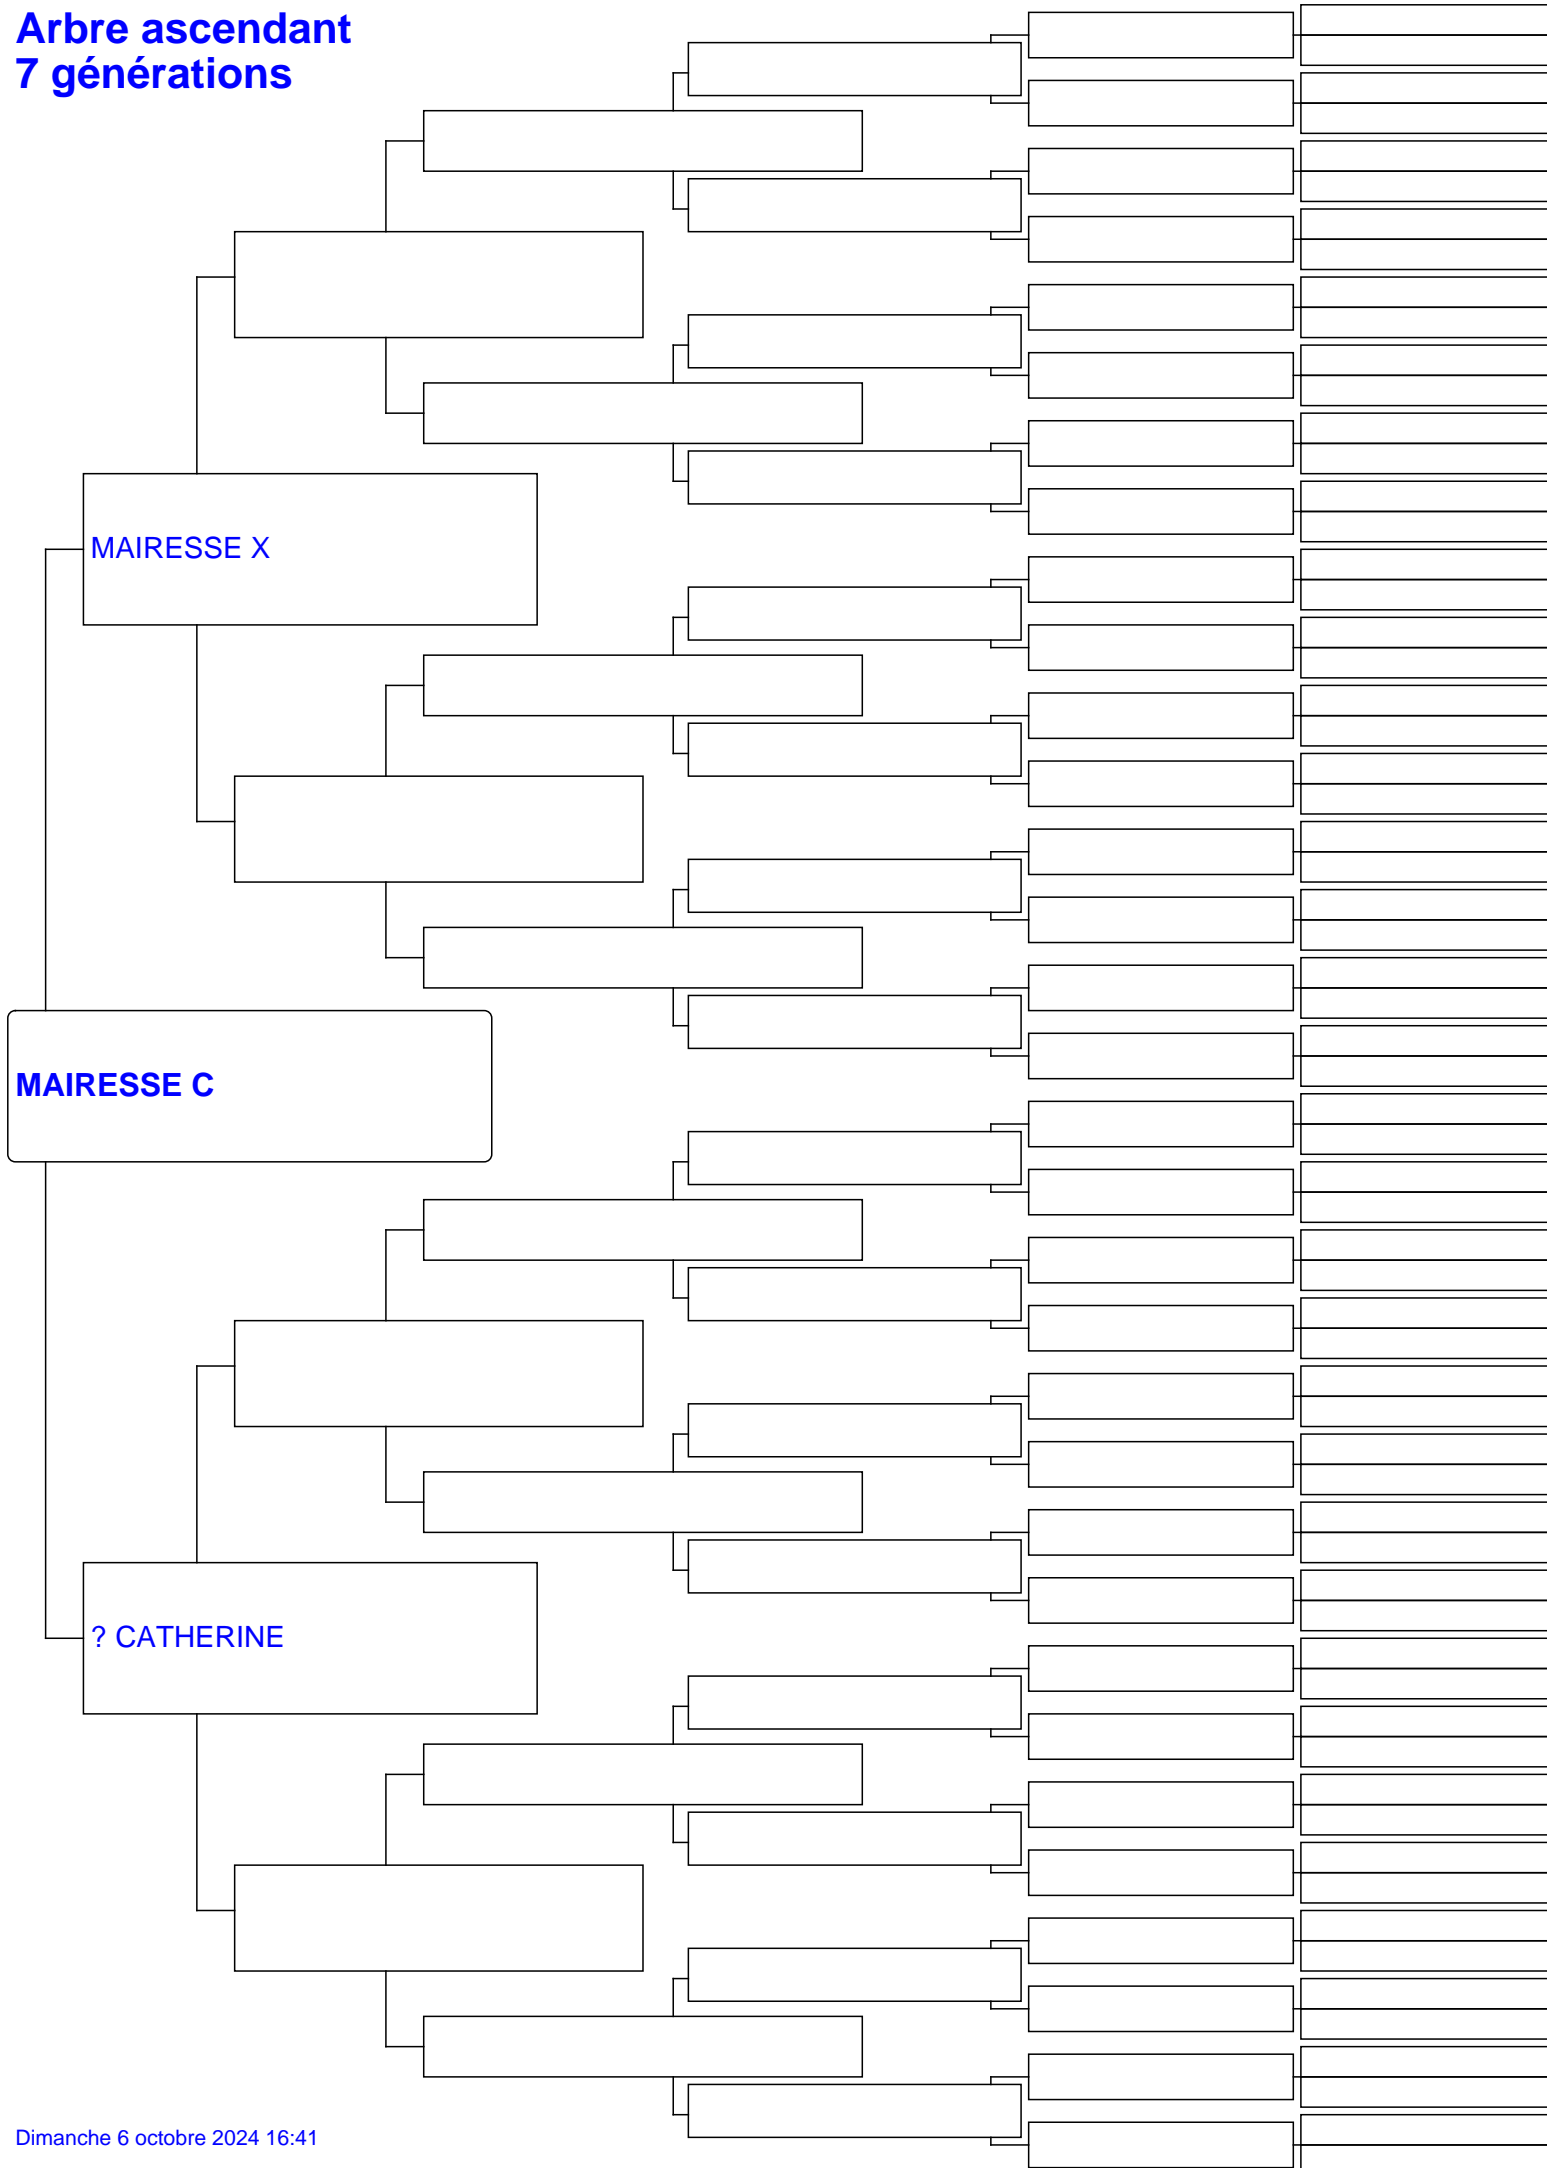 Arbre ascendant
7 générations
MAIRESSE X
MAIRESSE C
? CATHERINE
Dimanche 6 octobre 2024 16:41